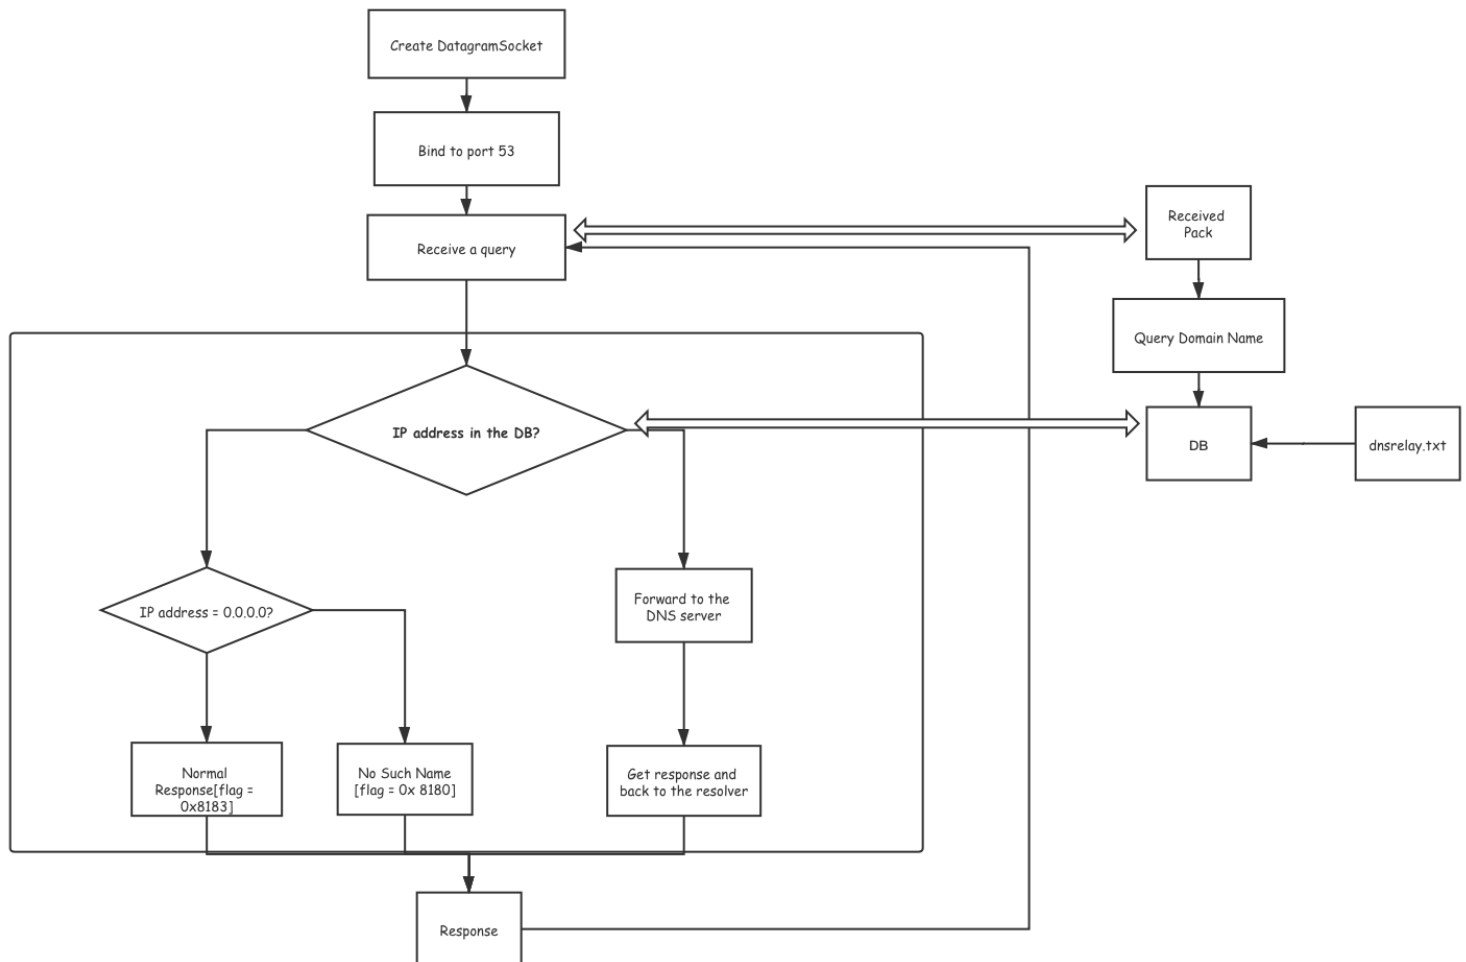 Create DatagramSocket
Bind to port 53
Receive a query
Received
Pack
Query Domain Name
IP address in the DB?
DB
dnsrelay.txt
IP address = 0.0.0.0?
Forward to the
DNS server
Normal
Response[flag =
0x8183]
No Such Name
[flag = 0x 8180]
Get response and
back to the resolver
Response